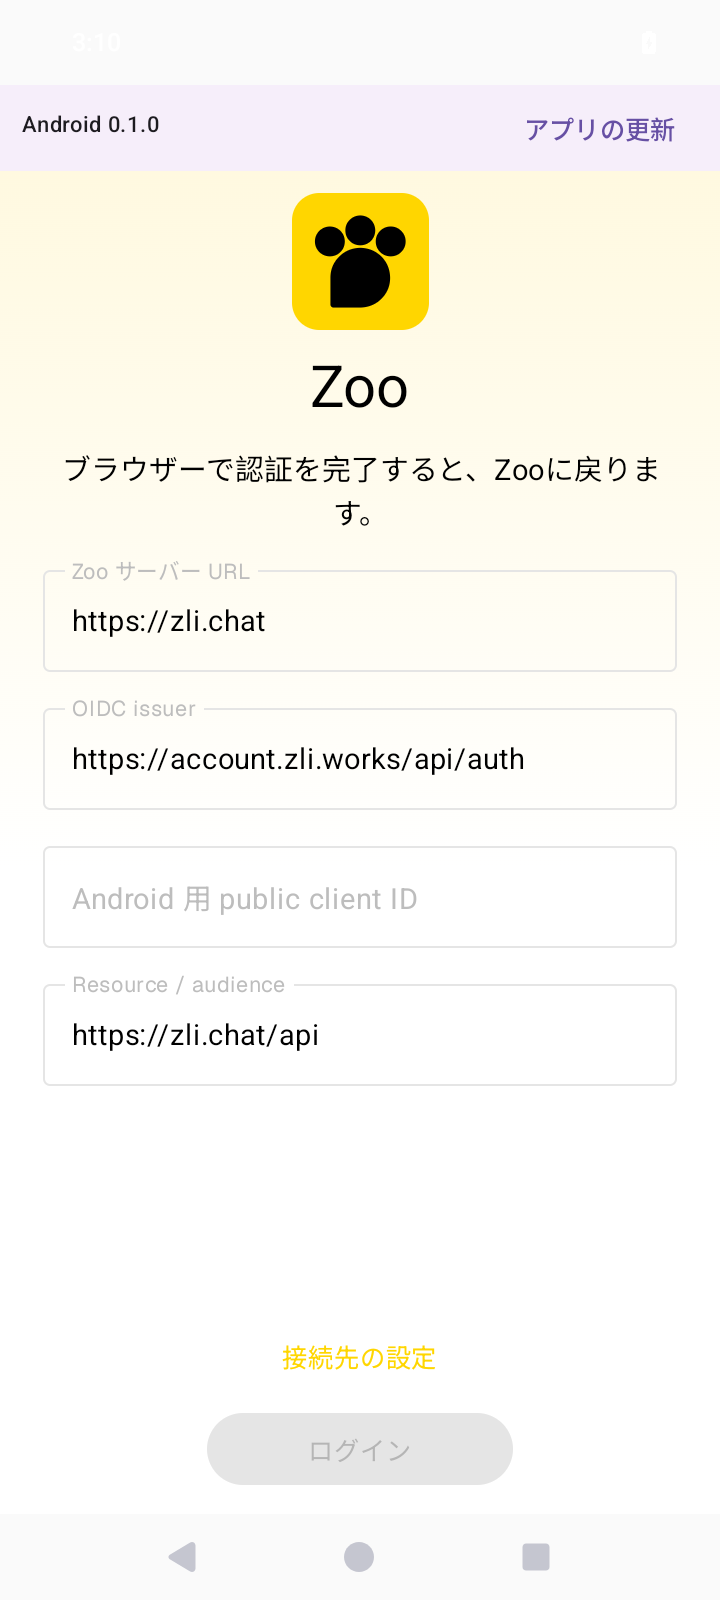 3:10
Android 0.1.0
アプリの更新
Zoo
ブラウザーで認証を完了すると、Zooに戻りま
す。
Zoo サーバー URL
https://zli.chat
OIDC issuer
https://account.zli.works/api/auth
Android 用 public client ID
Resource / audience
https://zli.chat/api
接続先の設定
ログイン